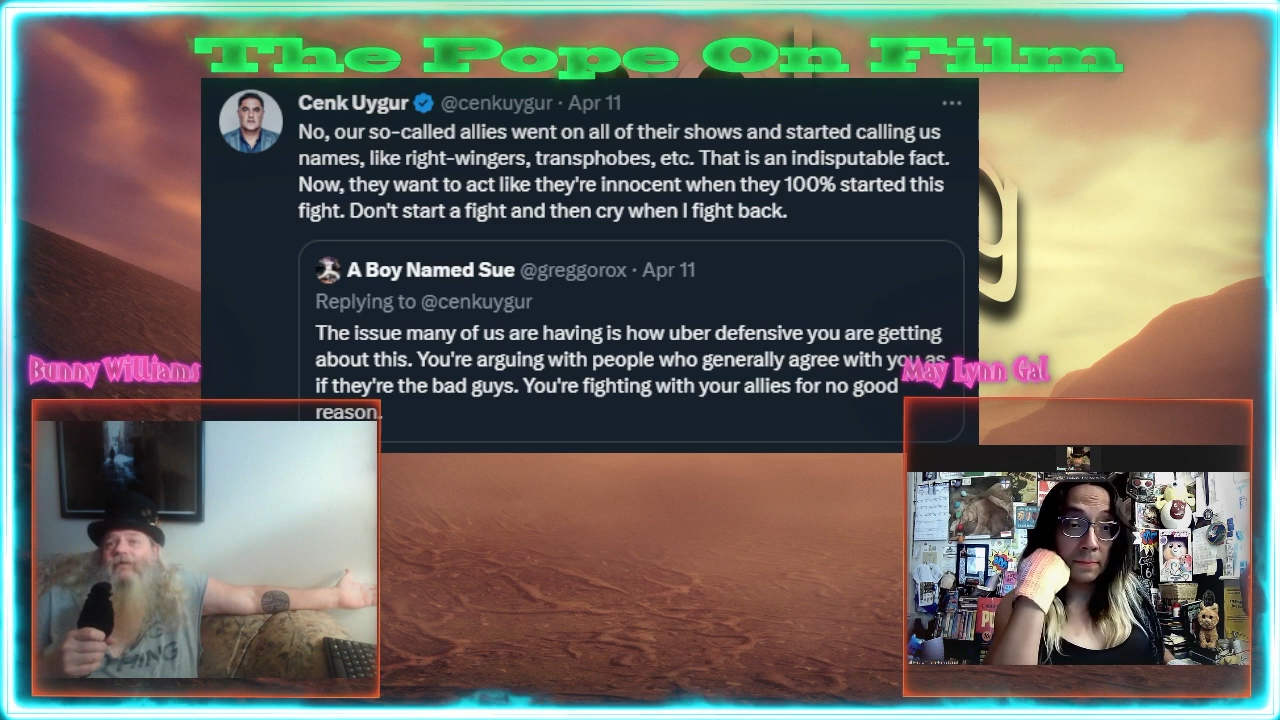 The Pope On Film
Cenk Uygur @cenkuygur · Apr 11
No, our so-called allies went on all of their shows and started calling us
names, like right-wingers, transphobes, etc. That is an indisputable fact.
Now, they want to act like they're innocent when they 100% started this
fight. Don't start a fight and then cry when I fight back.
A Boy Named Sue @greggorox · Apr 11
Replying to @cenkuygur
The issue many of us are having is how uber defensive you are getting
about this. You're arguing with people who generally agree with you as
if they're the bad guys. You're fighting with your allies for no good
reason.
g
Bunny Williams
May Lynn Gal